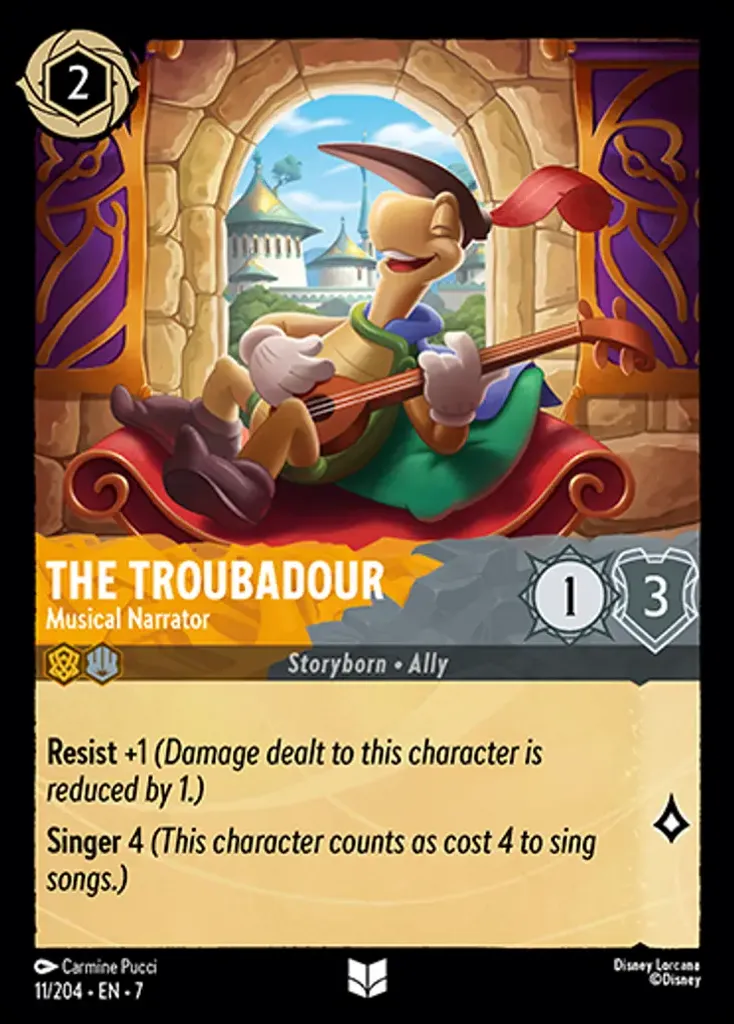 2
THE TROUBADOUR
Musical Narrator
1
3
Storyborn • Ally
Resist +1 (Damage dealt to this character is
reduced by 1.)
Singer 4 (This character counts as cost 4 to sing
songs.)
Carmine Pucci
11/204 • EN • 7
Disney Lorcana
©Disney